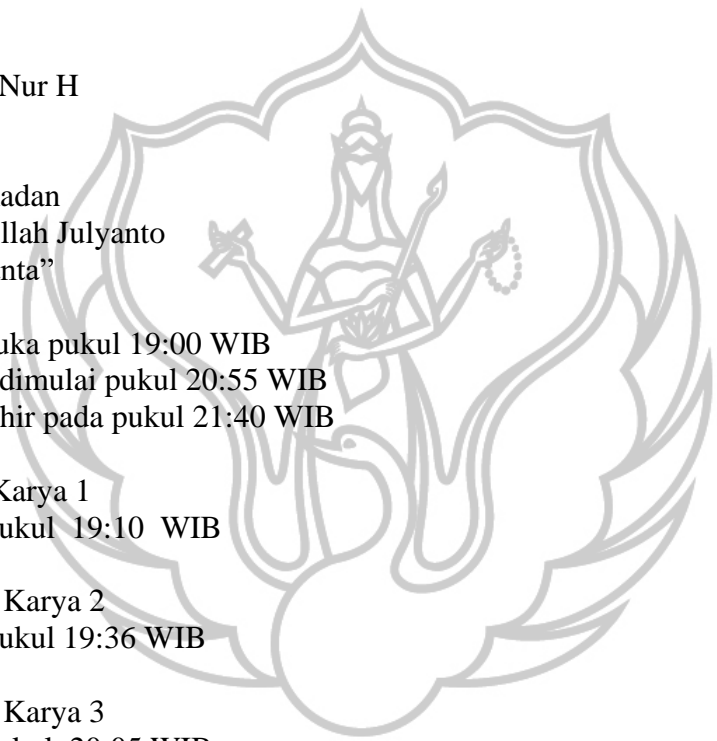 Nur H
adan
llah Julyanto
nta”
uka pukul 19:00 WIB
dimulai pukul 20:55 WIB
hir pada pukul 21:40 WIB
Karya 1
ukul 19:10 WIB
Karya 2
ukul 19:36 WIB
Karya 3